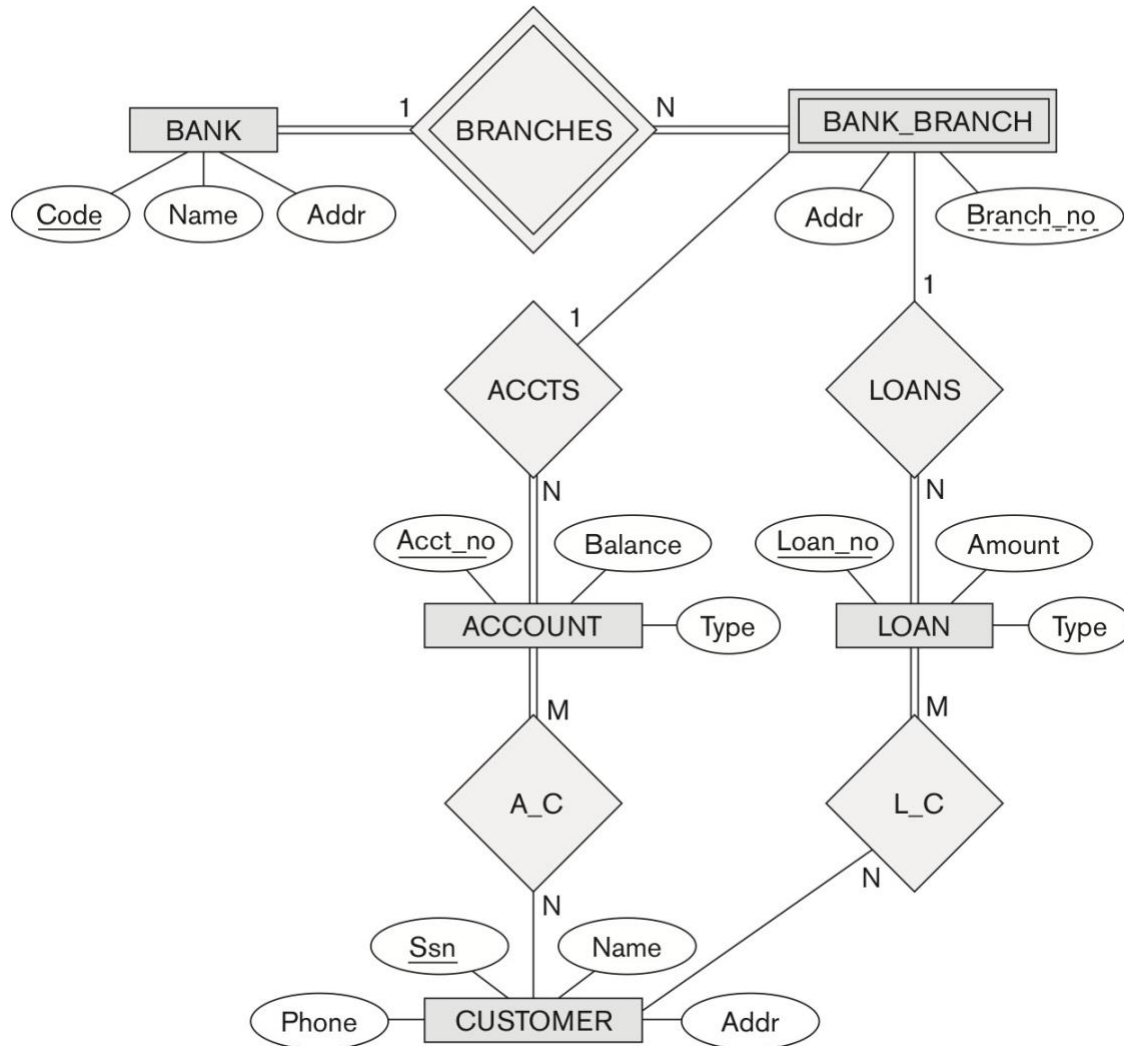 1 N
BANK BRANCHES BANK_BRANCH
Code Name Addr Addr Branch_no
1 1
ACCTS LOANS
N N
Acct_no Balance Loan_no Amount
ACCOUNT Type LOAN Type
M M
A_C L_C
N N
Ssn Name
Phone CUSTOMER Addr